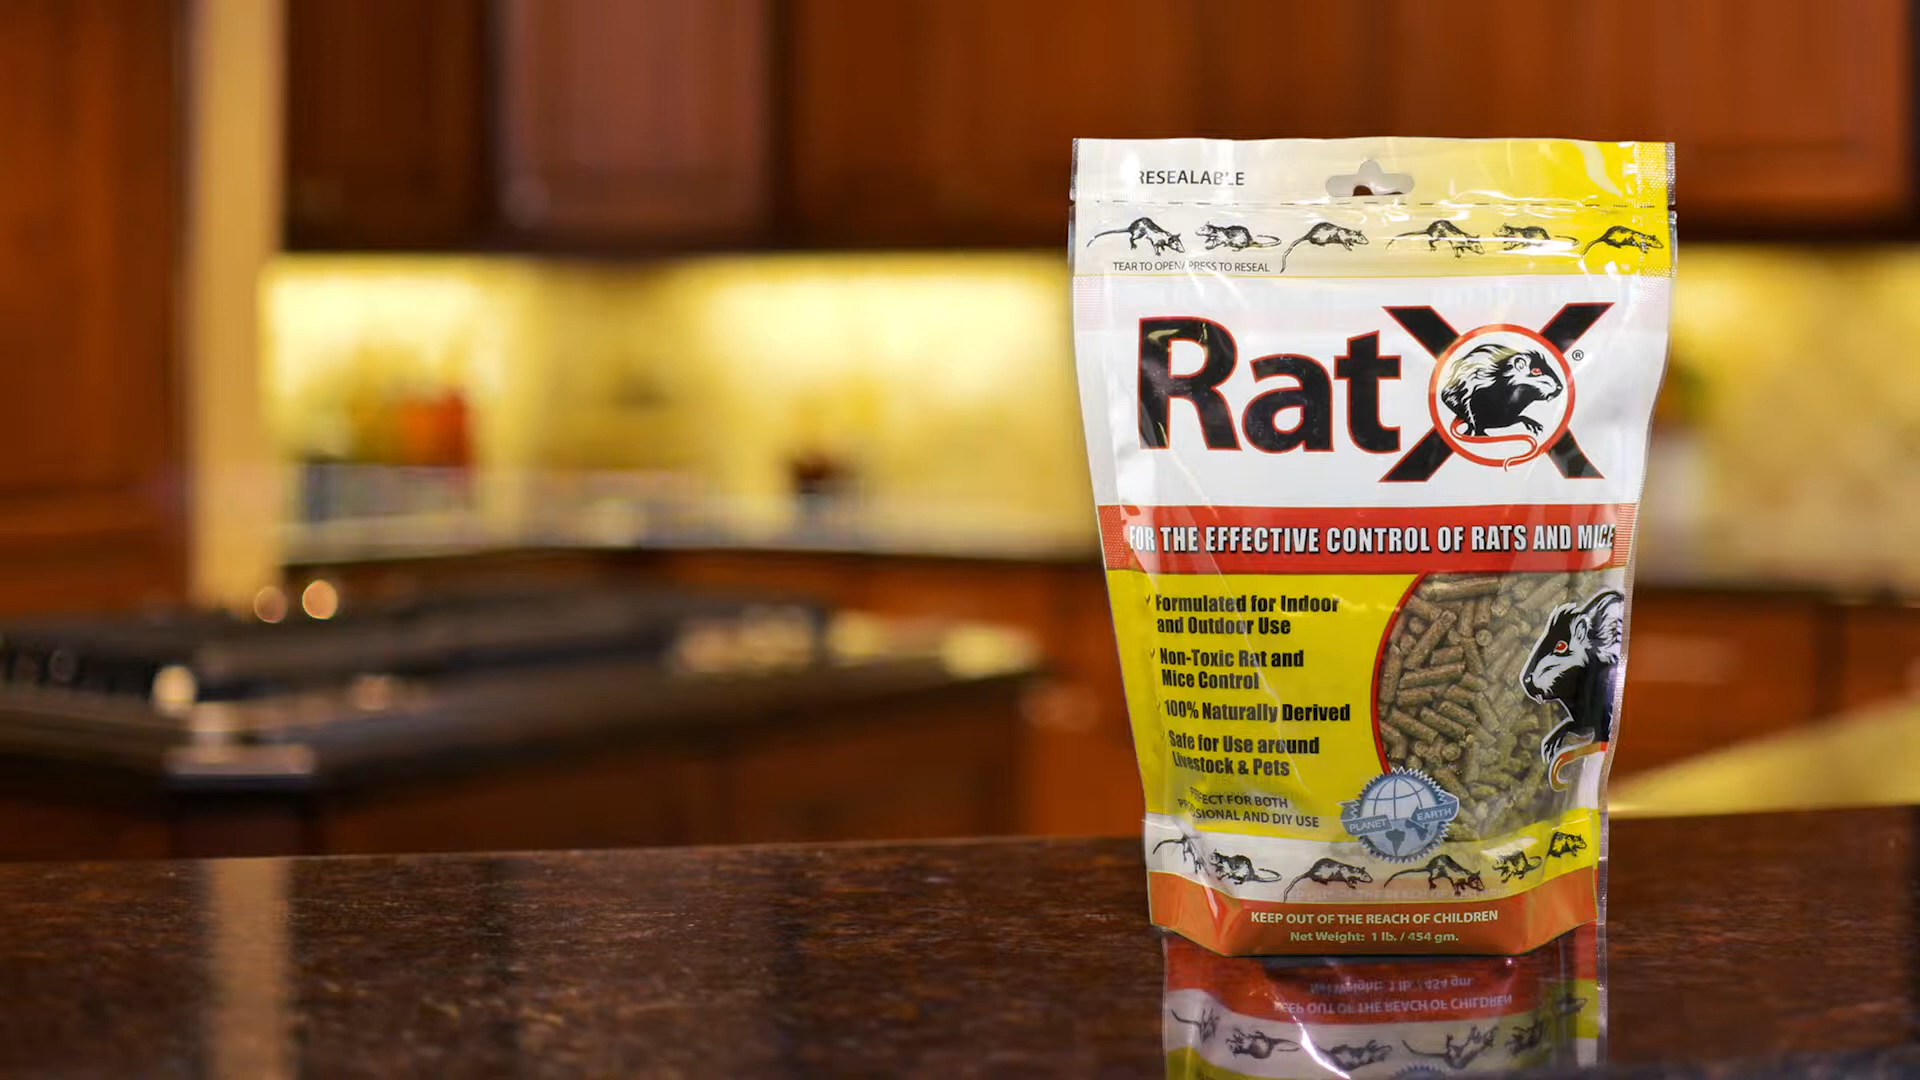 RESEALABLE
TEAR TO OPEN/PRESS TO RESEAL
RatX®
FOR THE EFFECTIVE CONTROL OF RATS AND MICE
Formulated for Indoor
and Outdoor Use
Non-Toxic Rat and
Mice Control
100% Naturally Derived
Safe for Use around
Livestock & Pets
PERFECT FOR BOTH
PROFESSIONAL AND DIY USE
PLANET EARTH
KEEP OUT OF THE REACH OF CHILDREN
Net Weight: 1 lb. / 454 gm.